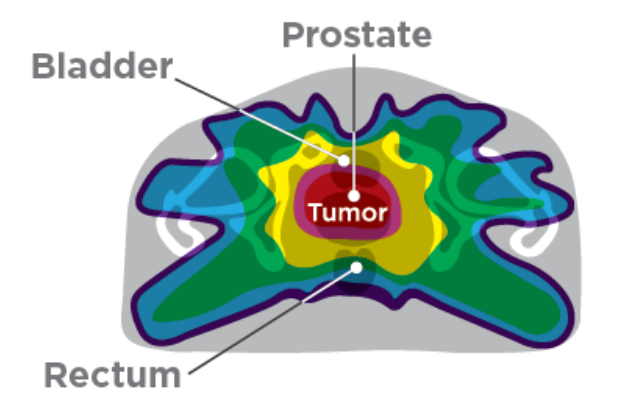 Prostate
Bladder
Tumor
Rectum